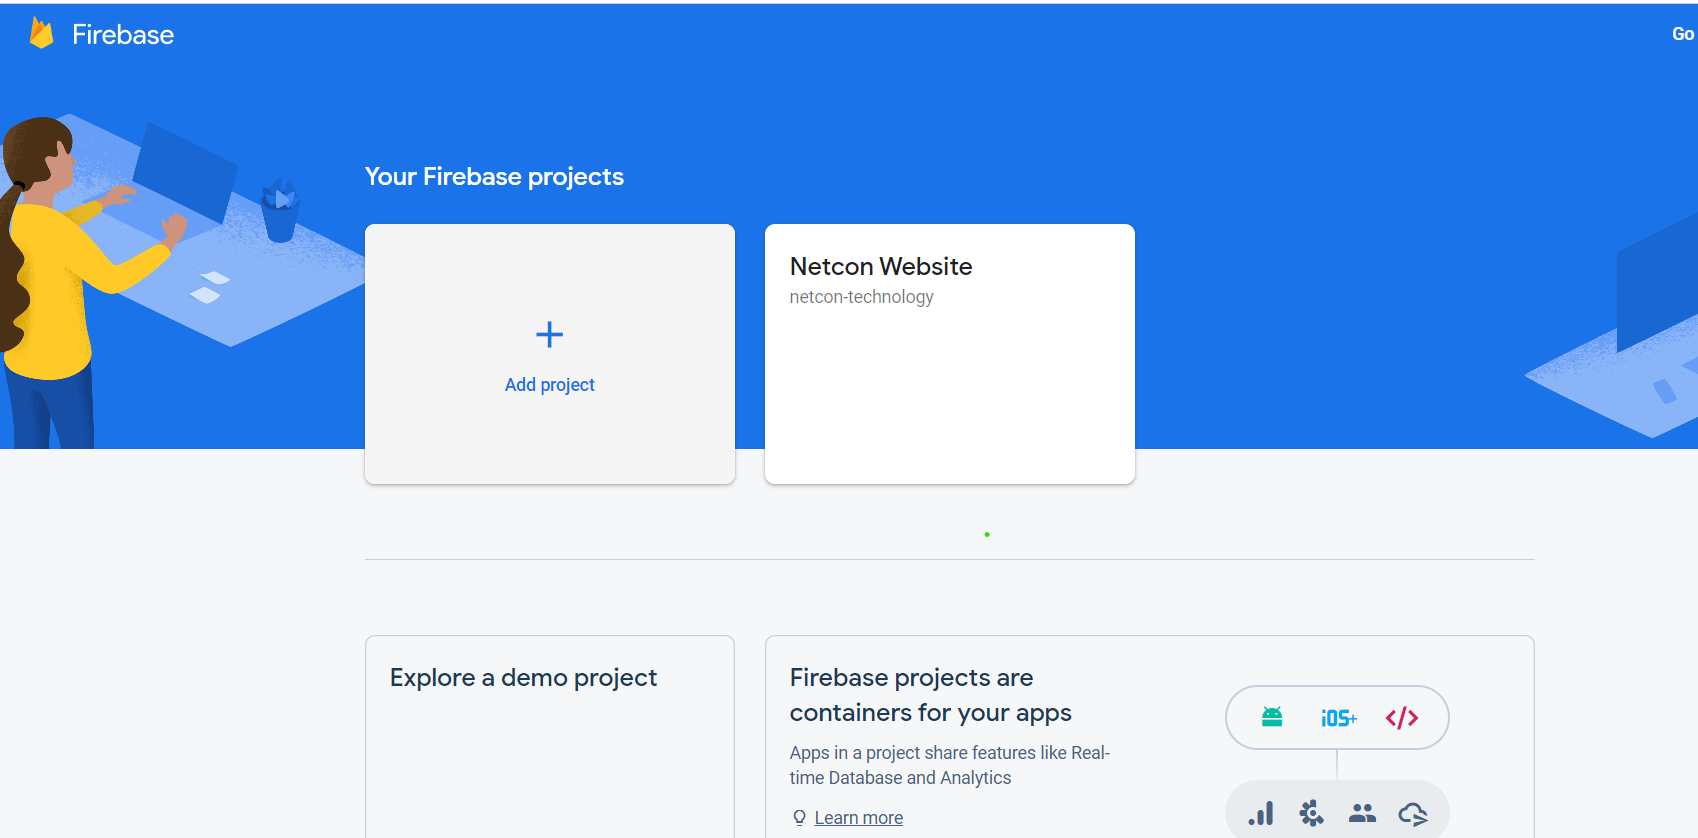 Firebase
Go
Your Firebase projects
Add project
Netcon Website
netcon-technology
Explore a demo project
Firebase projects are
containers for your apps
Apps in a project share features like Real-
time Database and Analytics
Learn more
iOS+